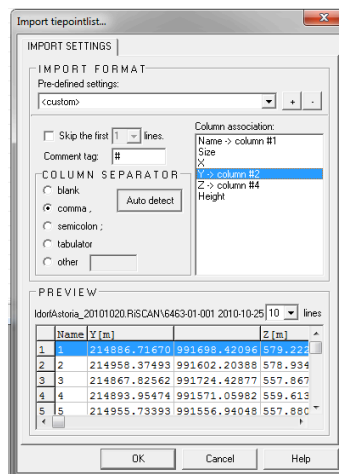 Import tiepointlist...
IMPORT SETTINGS
IMPORT FORMAT
Pre-defined settings:
<custom>
+ -
Skip the first 1 lines.
Comment tag: #
COLUMN SEPARATOR
blank
comma ,
semicolon ;
tabulator
other
Auto detect
Column association:
Name -> column #1
Size
X
Y -> column #2
Z -> column #4
Height
PREVIEW
ldorfAstoria_20101020.RiSCAN\6463-01-001 2010-10-25 10 lines
Name Y[m] Z[m]
1 1 214886.71670 991698.42096 579.222
2 2 214958.37493 991602.20388 578.934
3 3 214867.82562 991724.42877 557.867
4 4 214893.95474 991571.05982 559.613
5 5 214955.73393 991556.94048 557.880
OK Cancel Help